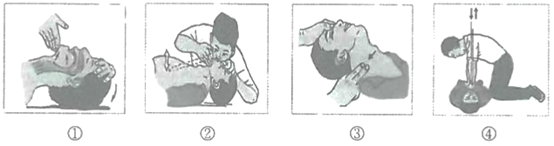 ① ② ③ ④